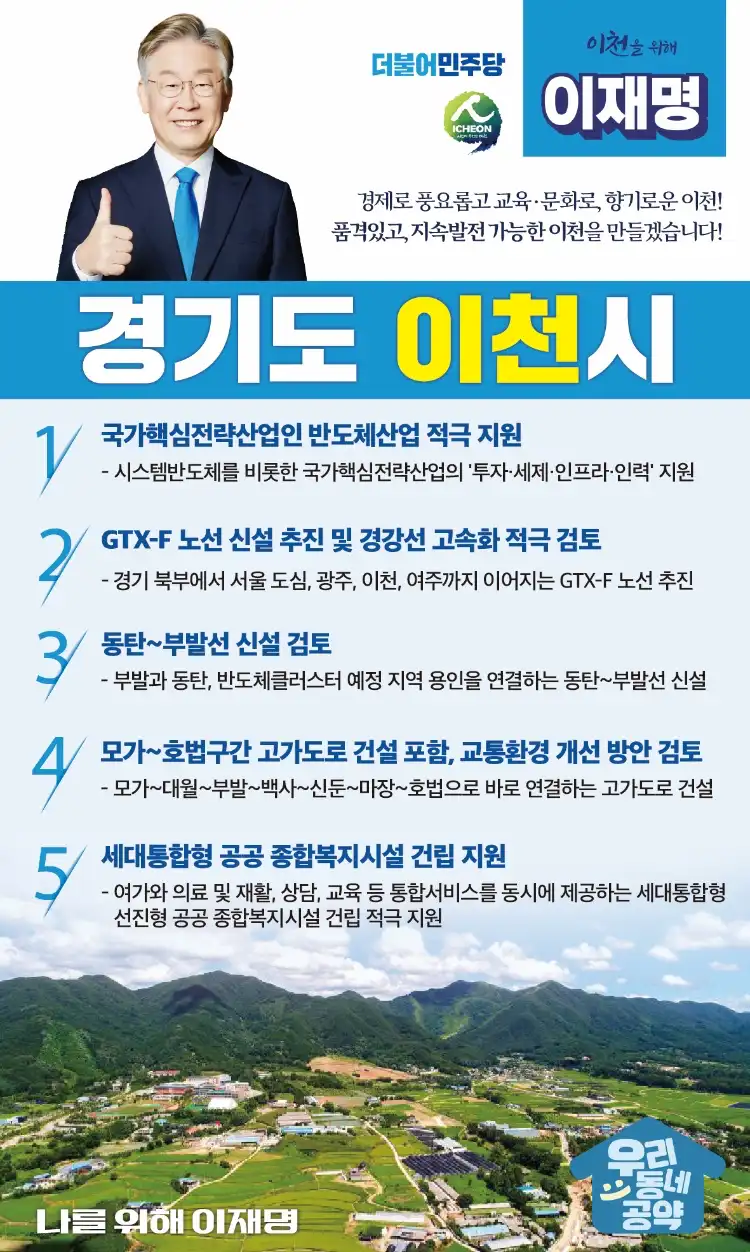 더불어민주당
ICHEON
이천을 위해
이재명
경제로 풍요롭고 교육·문화로, 향기로운 이천!
품격있고, 지속발전 가능한 이천을 만들겠습니다!
경기도 이천시
1 국가핵심전략산업인 반도체산업 적극 지원
- 시스템반도체를 비롯한 국가핵심전략산업의 '투자·세제·인프라·인력' 지원
2 GTX-F 노선 신설 추진 및 경강선 고속화 적극 검토
- 경기 북부에서 서울 도심, 광주, 이천, 여주까지 이어지는 GTX-F 노선 추진
3 동탄~부발선 신설 검토
- 부발과 동탄, 반도체클러스터 예정 지역 용인을 연결하는 동탄~부발선 신설
4 모가~호법구간 고가도로 건설 포함, 교통환경 개선 방안 검토
- 모가~대월~부발~백사~신둔~마장~호법으로 바로 연결하는 고가도로 건설
5 세대통합형 공공 종합복지시설 건립 지원
- 여가와 의료 및 재활, 상담, 교육 등 통합서비스를 동시에 제공하는 세대통합형
선진형 공공 종합복지시설 건립 적극 지원
우리
동네
공약
나를 위해 이재명